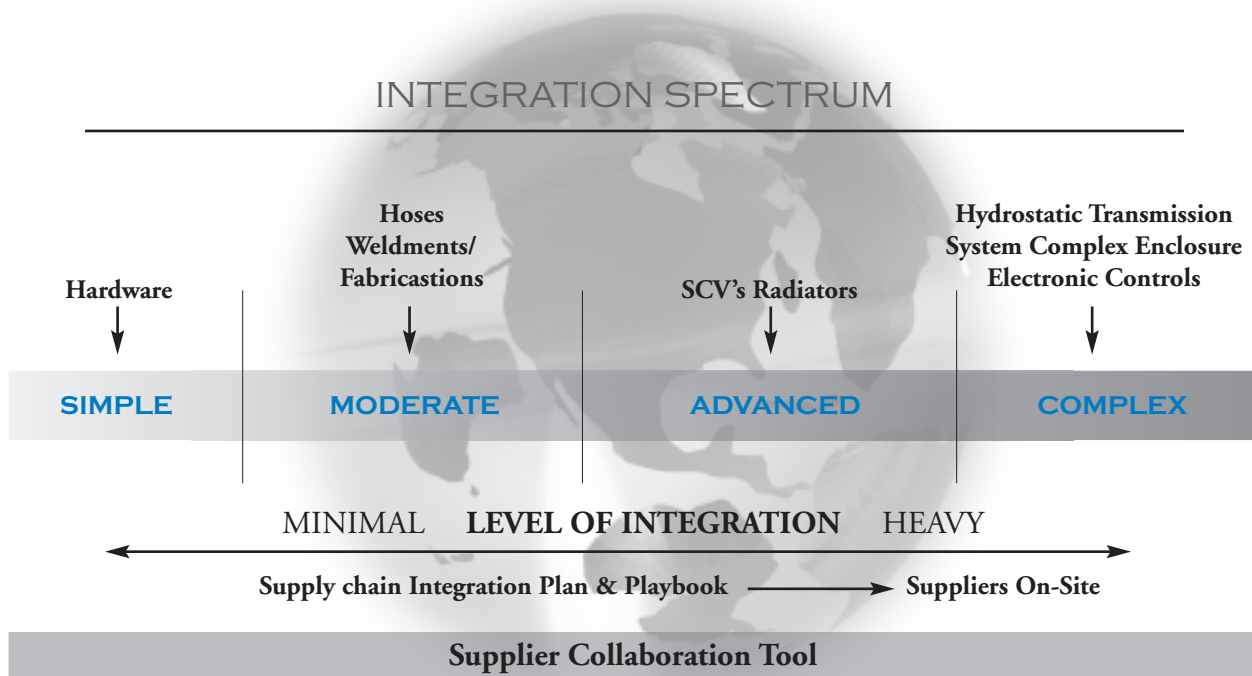 INTEGRATION SPECTRUM
Hardware
Hoses
Weldments/
Fabricastions
SCV's Radiators
Hydrostatic Transmission
System Complex Enclosure
Electronic Controls
SIMPLE
MODERATE
ADVANCED
COMPLEX
MINIMAL LEVEL OF INTEGRATION HEAVY
Supply chain Integration Plan & Playbook
Suppliers On-Site
Supplier Collaboration Tool